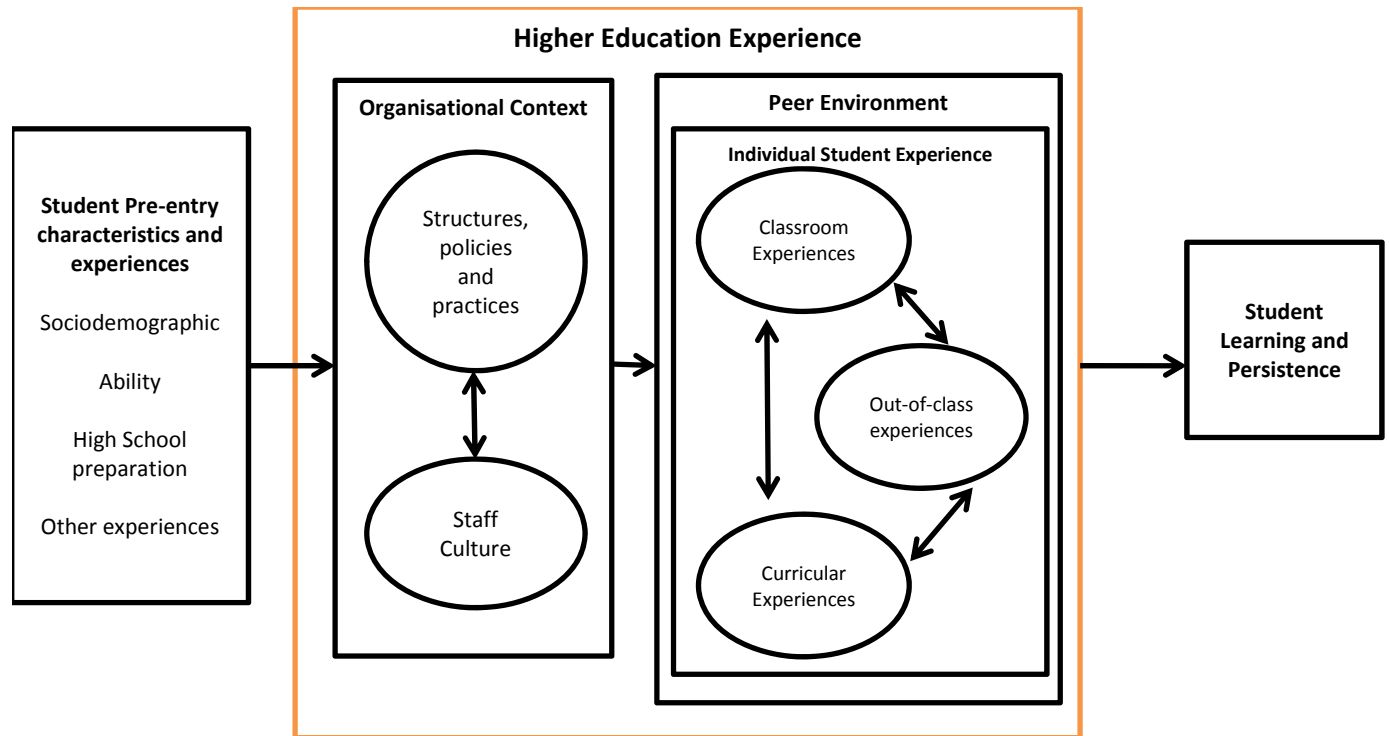 Higher Education Experience
Student Pre-entry
characteristics and
experiences
Sociodemographic
Ability
High School
preparation
Other experiences
Organisational Context
Structures,
policies
and
practices
Staff
Culture
Peer Environment
Individual Student Experience
Classroom
Experiences
Out-of-class
experiences
Curricular
Experiences
Student
Learning and
Persistence